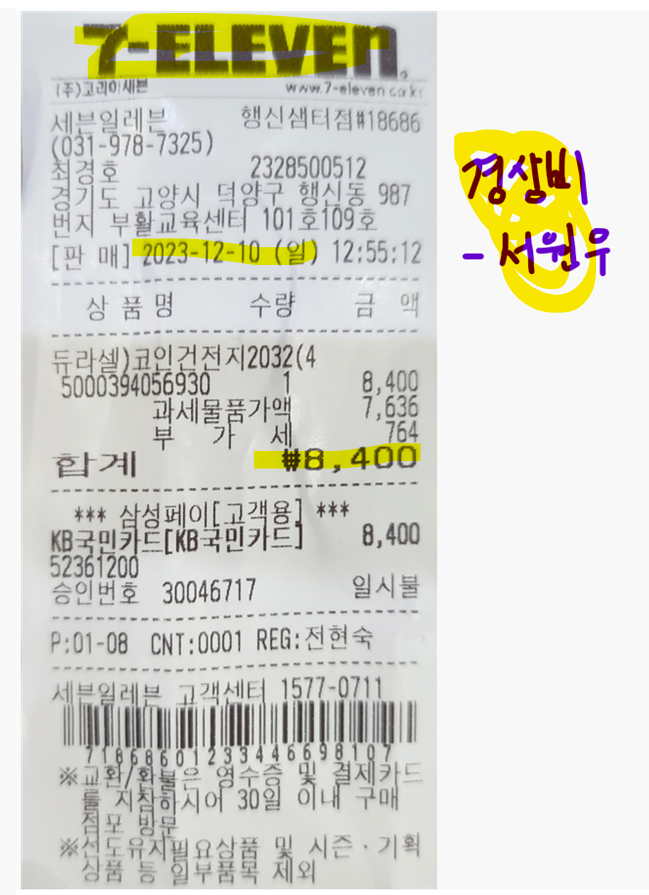 7-ELEVEN.
(주)코리아세븐 www.7-eleven.co.kr
세븐일레븐 행신샘터점#18686
(031-978-7325)
최경호 2328500512
경기도 고양시 덕양구 행신동 987
번지 부활교육센터 101호109호
[판 매] 2023-12-10 (일) 12:55:12
상 품 명 수량 금 액
듀라셀)코인건전지2032(4
5000394056930 1 8,400
과세물품가액 7,636
부 가 세 764
합계 ₩8,400
*** 삼성페이[고객용] ***
KB국민카드[KB국민카드] 8,400
52361200
승인번호 30046717 일시불
P:01-08 CNT:0001 REG:전현숙
세븐일레븐 고객센터 1577-0711
71868601233446698107
※교환/환불은 영수증 및 결제카드
를 지참하시어 30일 이내 구매
점포 방문
※선도유지필요상품 및 시즌·기획
상품 등 일부품목 제외
경상비
- 서원우